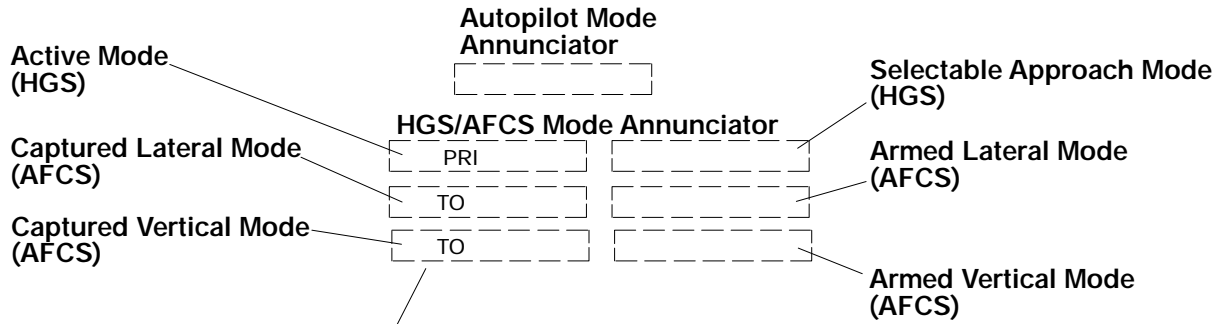 Autopilot Mode
Annunciator
Active Mode
(HGS)
Selectable Approach Mode
(HGS)
HGS/AFCS Mode Annunciator
PRI
Captured Lateral Mode
(AFCS)
Armed Lateral Mode
(AFCS)
TO
Captured Vertical Mode
(AFCS)
TO
Armed Vertical Mode
(AFCS)